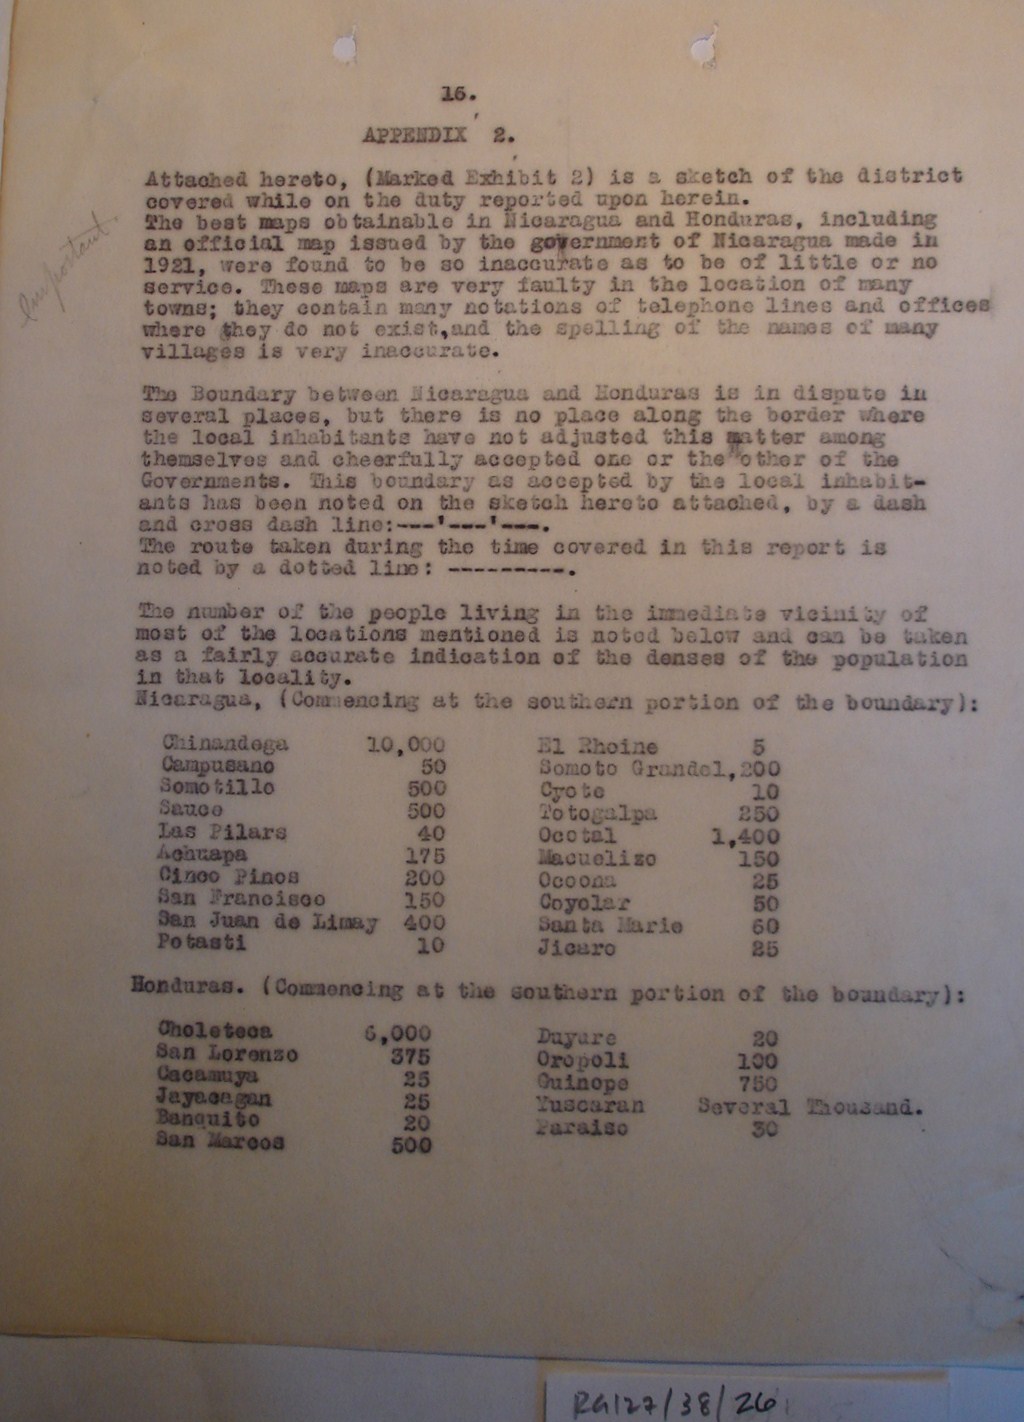 16.
APPENDIX 2.
Attached hereto, (Marked Exhibit 2) is a sketch of the district
covered while on the duty reported upon herein.
The best maps obtainable in Nicaragua and Honduras, including
an official map issued by the government of Nicaragua made in
1921, were found to be so inaccurate as to be of little or no
service. These maps are very faulty in the location of many
towns; they contain many notations of telephone lines and offices
where they do not exist,and the spelling of the names of many
villages is very inaccurate.
Important.
The Boundary between Nicaragua and Honduras is in dispute in
several places, but there is no place along the border where
the local inhabitants have not adjusted this matter among
themselves and cheerfully accepted one or the other of the
Governments. This boundary as accepted by the local inhabit-
ants has been noted on the sketch hereto attached, by a dash
and cross dash line:---'---'---.
The route taken during the time covered in this report is
noted by a dotted line: ---------.
The number of the people living in the immediate vicinity of
most of the locations mentioned is noted below and can be taken
as a fairly accurate indication of the denses of the population
in that locality.
Nicaragua, (Commencing at the southern portion of the boundary):
Chinandega 10,000 El Rhoine 5
Campusano 50 Somoto Grande1,200
Somotillo 500 Cyote 10
Sauce 500 Totogalpa 250
Las Pilars 40 Ocotal 1,400
Achuapa 175 Macuelizo 150
Cinco Pinos 200 Ocoona 25
San Francisco 150 Coyolar 50
San Juan de Limay 400 Santa Marie 60
Potasti 10 Jicaro 25
Honduras. (Commencing at the southern portion of the boundary):
Choleteca 6,000 Duyure 20
San Lorenzo 375 Oropoli 100
Cacamuya 25 Guinope 750
Jayacagan 25 Yuscaran Several Thousand.
Banquito 20 Paraiso 30
San Marcos 500
RG127/38/26